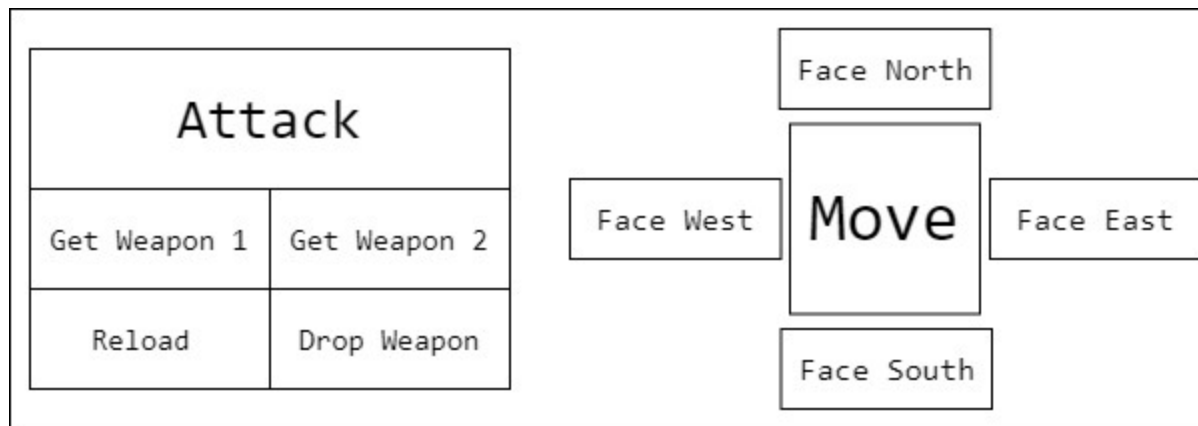 Attack
Get Weapon 1
Get Weapon 2
Reload
Drop Weapon
Face North
Face West
Move
Face East
Face South